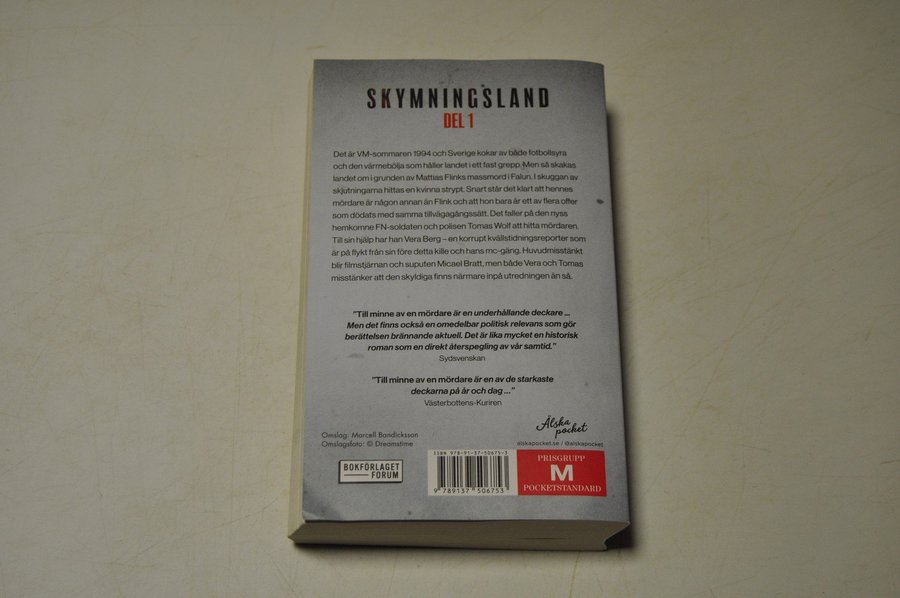 SKYMNINGSLAND
DEL 1
Det är VM-sommaren 1994 och Sverige kokar av både fotbollsyra
och den värmebölja som håller landet i ett fast grepp. Men så skakas
landet om i grunden av Mattias Flinks massmord i Falun. I skuggan av
skjutningarna hittas en kvinna strypt. Snart står det klart att hennes
mördare är någon annan än Flink och att hon bara är ett av flera offer
som dödats med samma tillvägagångssätt. Det faller på den nyss
hemkomne FN-soldaten och polisen Tomas Wolf att hitta mördaren.
Till sin hjälp har han Vera Berg – en korrupt kvällstidningsreporter som
är på flykt från sin före detta kille och hans mc-gäng. Huvudmisstänkt
blir filmstjärnan och suputen Micael Bratt, men både Vera och Tomas
misstänker att den skyldiga finns närmare inpå utredningen än så.
"Till minne av en mördare är en underhållande deckare ...
Men det finns också en omedelbar politisk relevans som gör
berättelsen brännande aktuell. Det är lika mycket en historisk
roman som en direkt återspegling av vår samtid."
Sydsvenskan
"Till minne av en mördare är en av de starkaste
deckarna på år och dag ..."
Västerbottens-Kuriren
Älska
pocket
alskapocket.se / @alskapocket
Omslag: Marcell Bandicksson
Omslagsfoto: © Dreamstime
BOKFÖRLAGET
FORUM
ISBN 978-91-37-50675-3
9 789137 506753
PRISGRUPP
M
POCKETSTANDARD